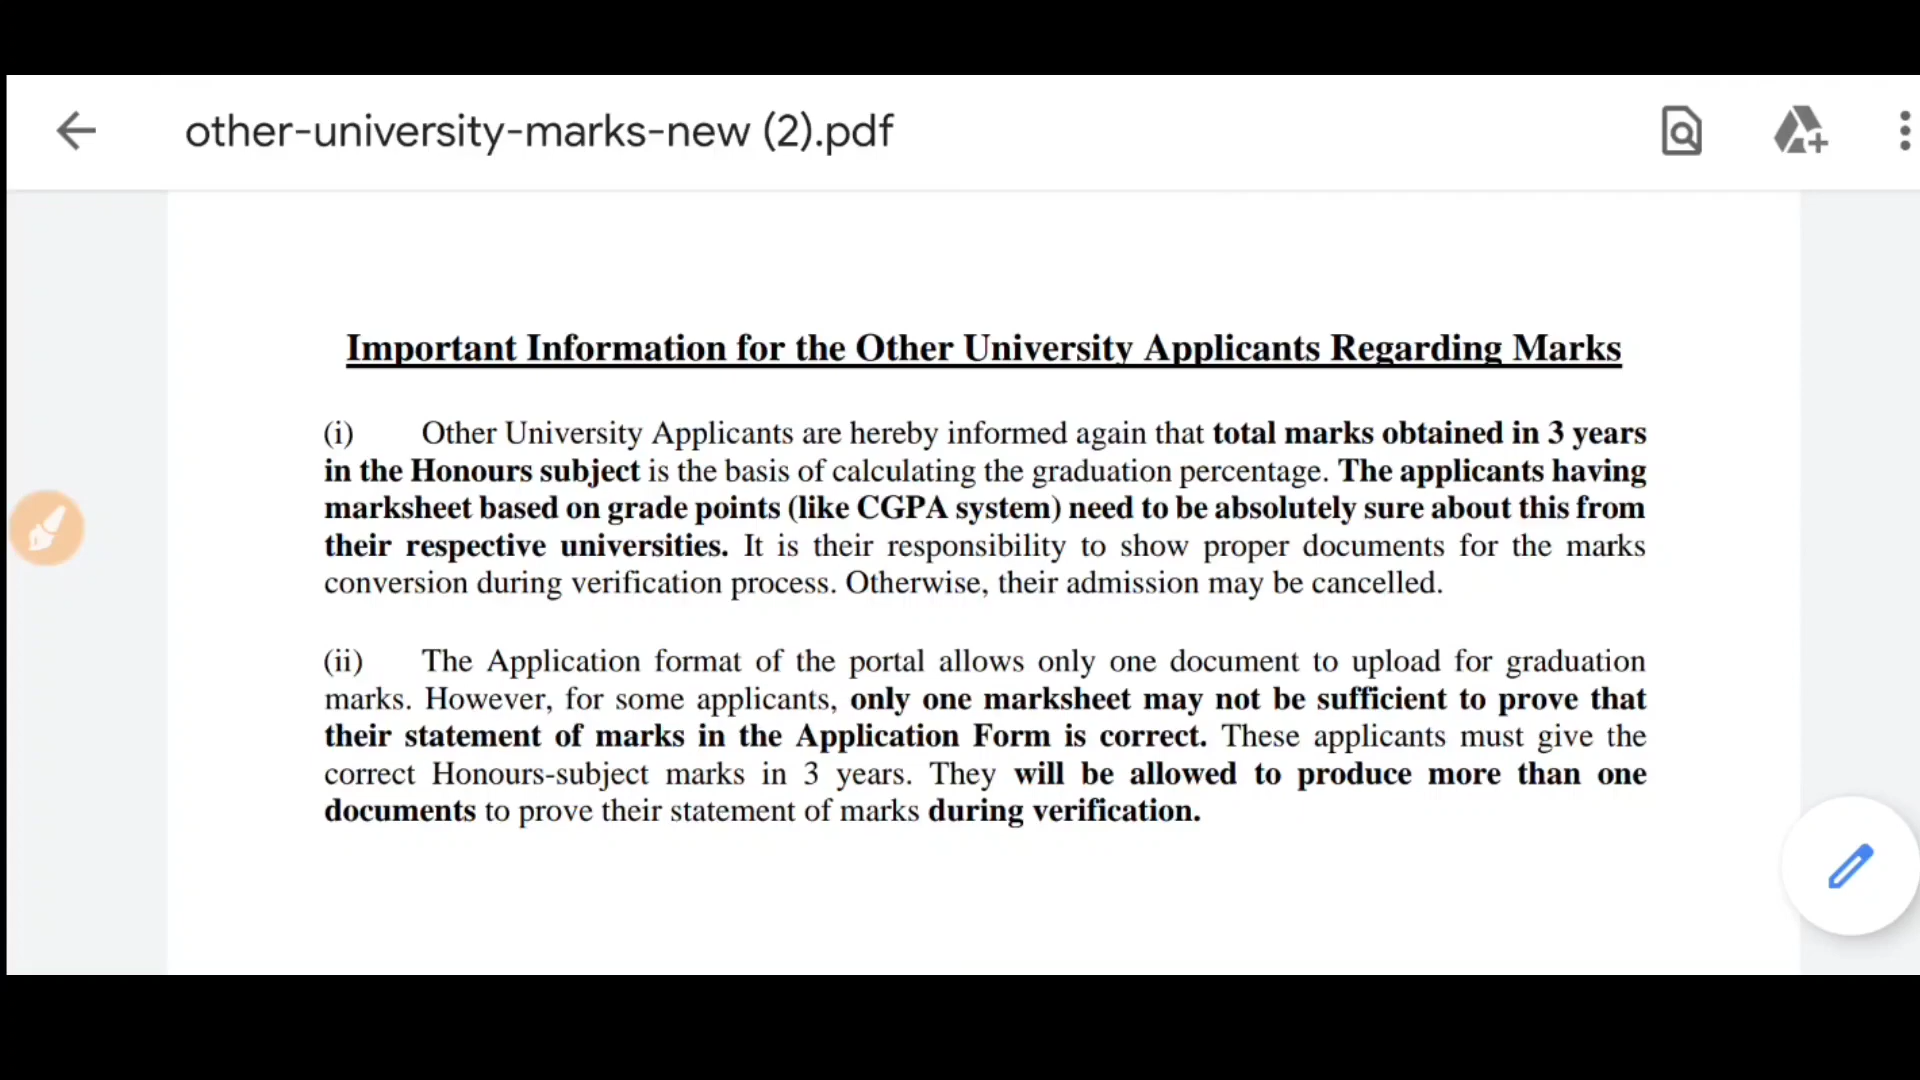 other-university-marks-new (2).pdf
Important Information for the Other University Applicants Regarding Marks
(i) Other University Applicants are hereby informed again that total marks obtained in 3 years
in the Honours subject is the basis of calculating the graduation percentage. The applicants having
marksheet based on grade points (like CGPA system) need to be absolutely sure about this from
their respective universities. It is their responsibility to show proper documents for the marks
conversion during verification process. Otherwise, their admission may be cancelled.
(ii) The Application format of the portal allows only one document to upload for graduation
marks. However, for some applicants, only one marksheet may not be sufficient to prove that
their statement of marks in the Application Form is correct. These applicants must give the
correct Honours-subject marks in 3 years. They will be allowed to produce more than one
documents to prove their statement of marks during verification.